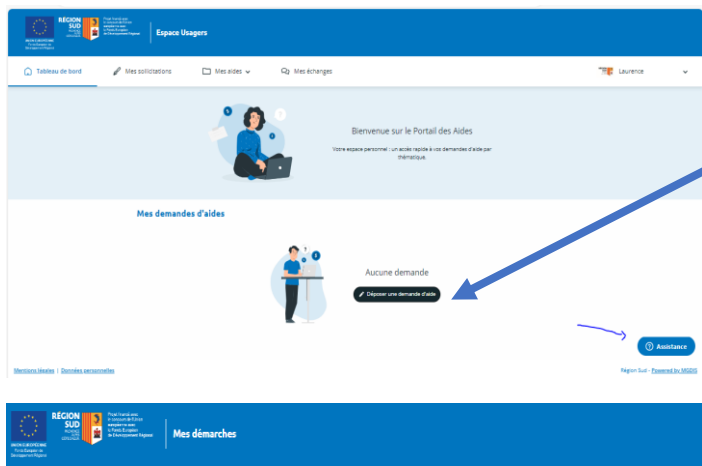 RÉGION
SUD
Espace Usagers
Tableau de bord
Mes sollicitations
Mes aides
Mes échanges
Laurence
Bienvenue sur le Portail des Aides
Votre espace personnel : un accès rapide à vos demandes d'aide par
thématique.
Mes demandes d'aides
Aucune demande
Déposer une demande d'aide
Assistance
Mentions légales | Données personnelles
Région Sud - Powered by MGDIS
RÉGION
SUD
Mes démarches